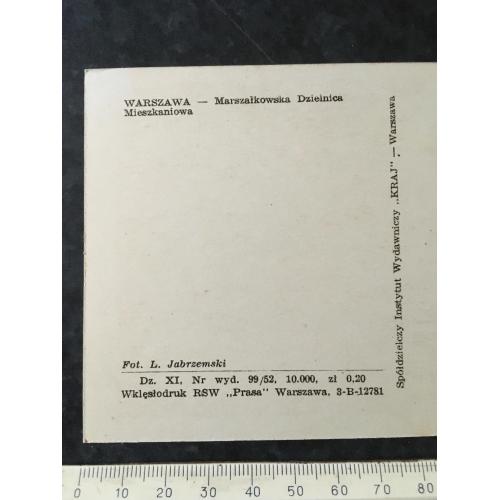 WARSZAWA — Marszałkowska Dzielnica
Mieszkaniowa
Spółdzielczy Instytut Wydawniczy „KRAJ" — Warszawa
Fot. L. Jabrzemski
Dz. XI, Nr wyd. 99/52, 10.000, zł 0,20
Wklęsłodruk RSW „Prasa" Warszawa, 3-B-12781
0 10 20 30 40 50 60 70 80